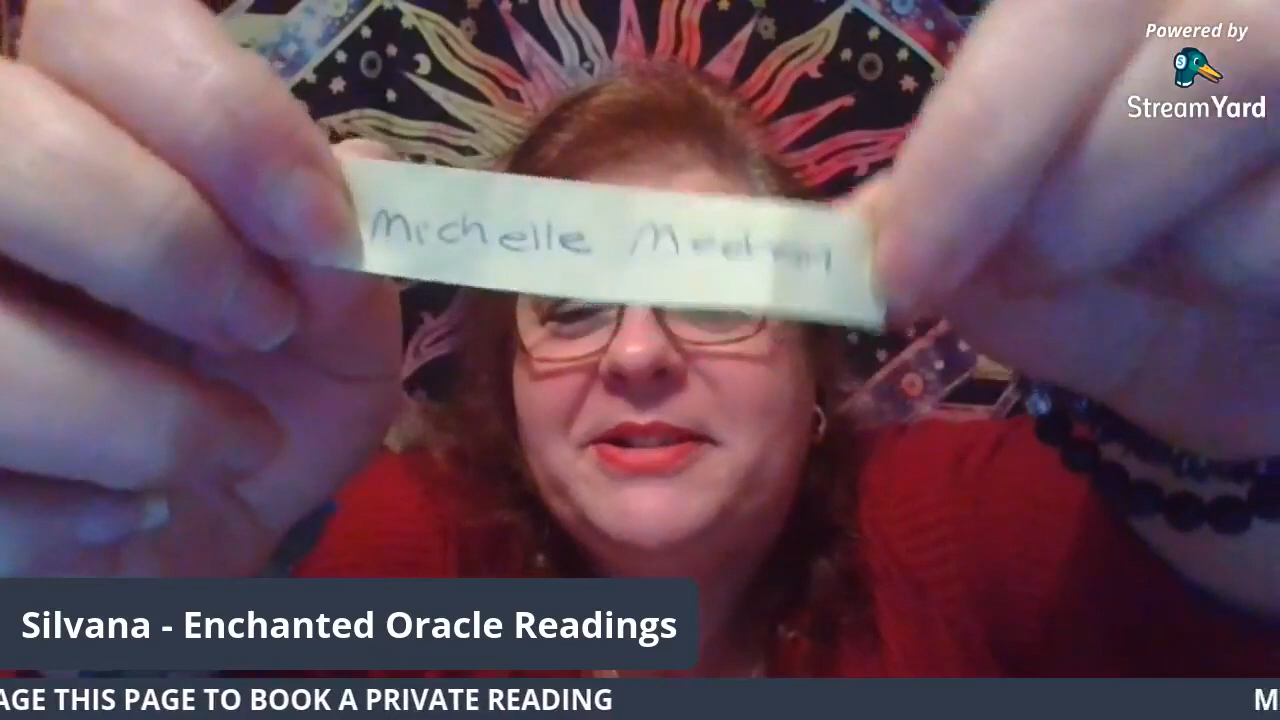 Powered by
StreamYard
Michelle
Silvana - Enchanted Oracle Readings
AGE THIS PAGE TO BOOK A PRIVATE READING
M